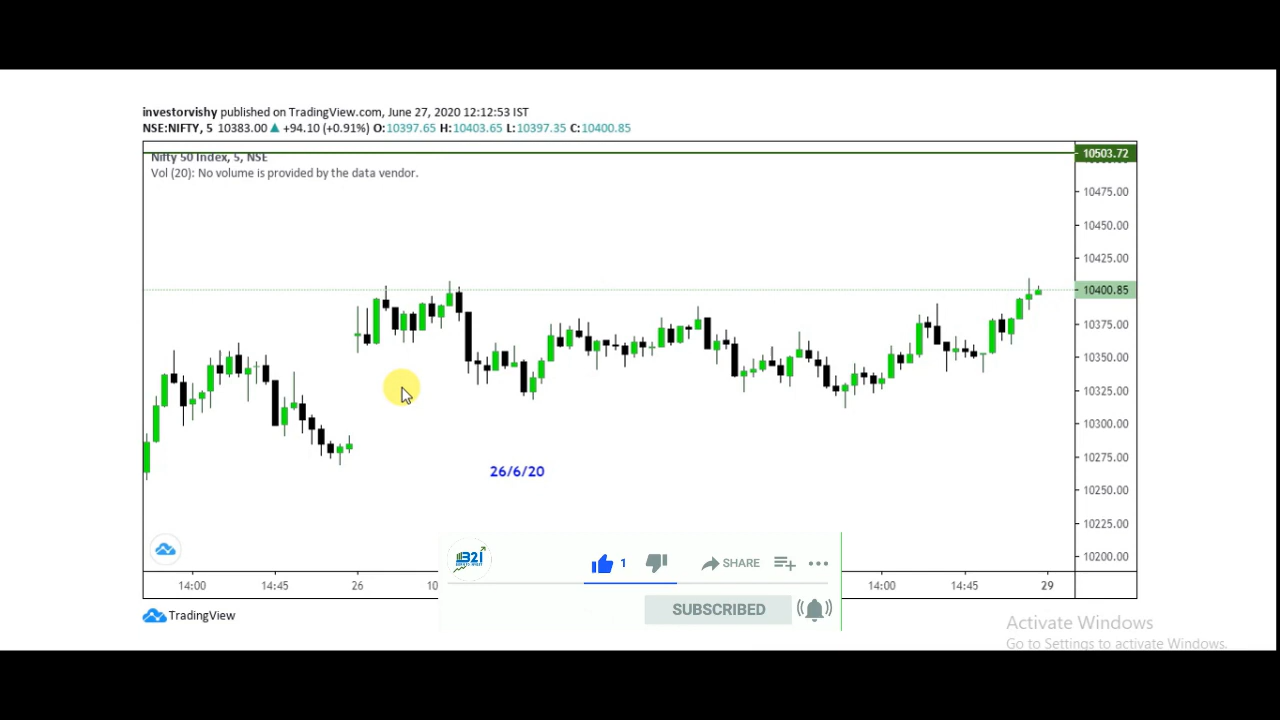 investorvishy published on TradingView.com, June 27, 2020 12:12:53 IST
NSE:NIFTY, 5 10383.00 ▲ +94.10 (+0.91%) O:10397.65 H:10403.65 L:10397.35 C:10400.85
Nifty 50 Index, 5, NSE
Vol (20): No volume is provided by the data vendor.
10503.72
10475.00
10450.00
10425.00
10400.85
10375.00
10350.00
10325.00
10300.00
10275.00
10250.00
10225.00
10200.00
26/6/20
B2I
1
SHARE
SUBSCRIBED
14:00
14:45
26
10
14:00
14:45
29
TradingView
Activate Windows
Go to Settings to activate Windows.